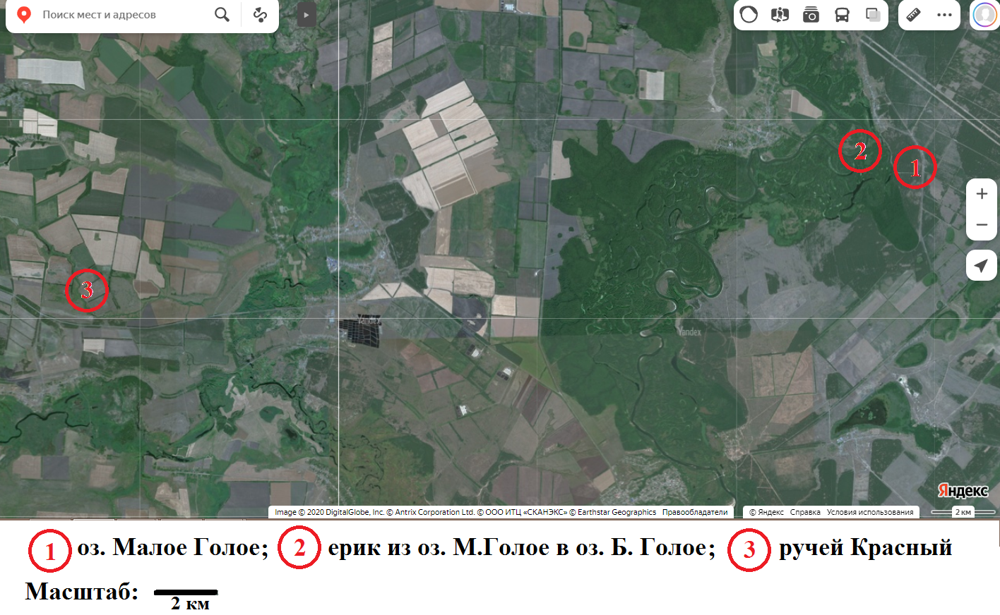 Поиск мест и адресов
2
1
3
Yandex
Yandex
Яндекс
Image © 2020 DigitalGlobe, Inc. © Antrix Corporation Ltd. © ООО ИТЦ «СКАНЭКС» © Earthstar Geographics Правообладатели
© Яндекс Справка Условия использования
2 км
1 оз. Малое Голое; 2 ерик из оз. М.Голое в оз. Б. Голое; 3 ручей Красный
Масштаб:
2 км